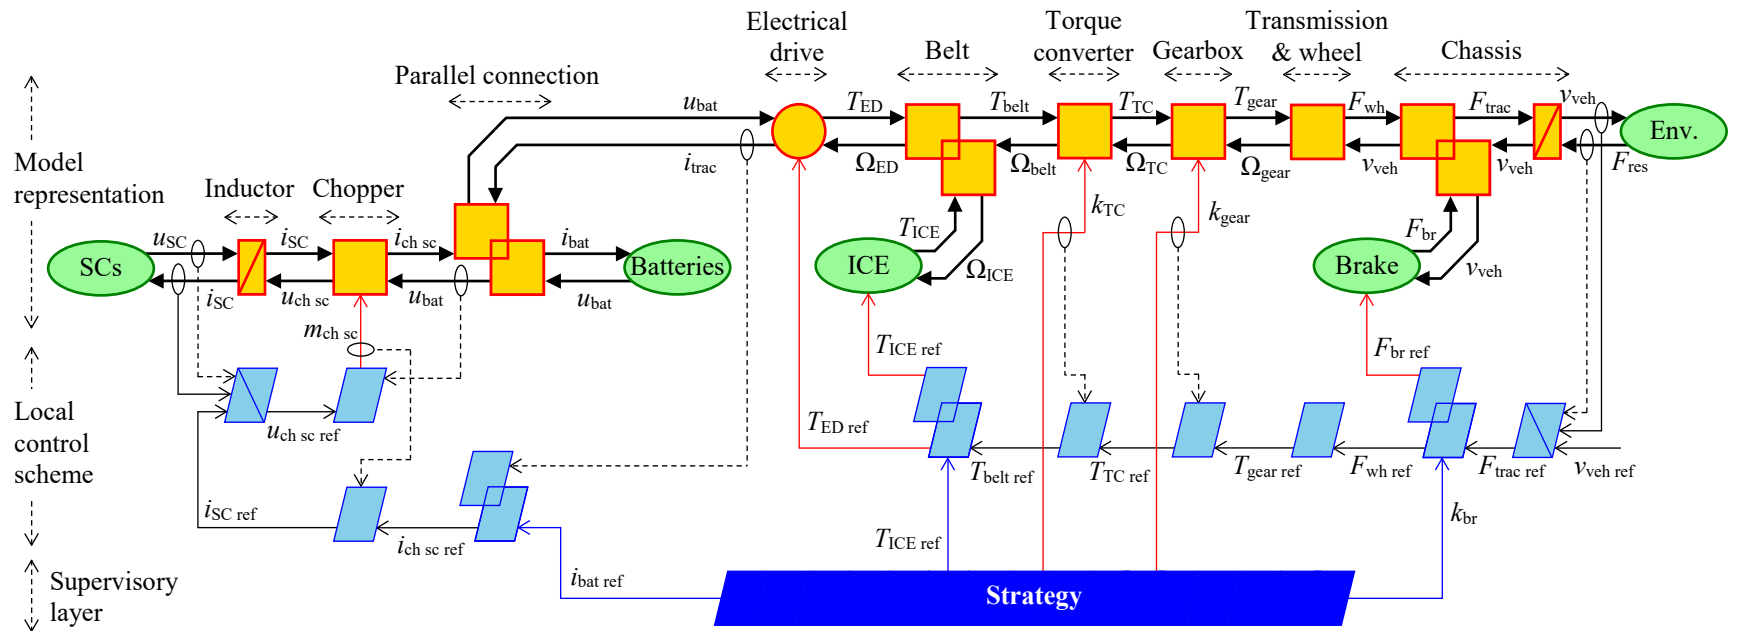 Electrical
drive
Belt
Torque
converter
Gearbox
Transmission
& wheel
Chassis
Parallel connection
u_bat
T_ED
T_belt
T_TC
T_gear
F_wh
F_trac
v_veh
Env.
i_trac
Ω_ED
Ω_belt
Ω_TC
Ω_gear
v_veh
v_veh
F_res
Model
representation
Inductor
Chopper
k_TC
k_gear
u_SC
i_SC
i_ch sc
i_bat
T_ICE
F_br
SCs
Batteries
ICE
Ω_ICE
Brake
v_veh
i_SC
u_ch sc
u_bat
u_bat
m_ch sc
T_ICE ref
F_br ref
Local
control
scheme
u_ch sc ref
T_ED ref
T_belt ref
T_TC ref
T_gear ref
F_wh ref
F_trac ref
v_veh ref
i_SC ref
i_ch sc ref
T_ICE ref
k_br
Supervisory
layer
i_bat ref
Strategy